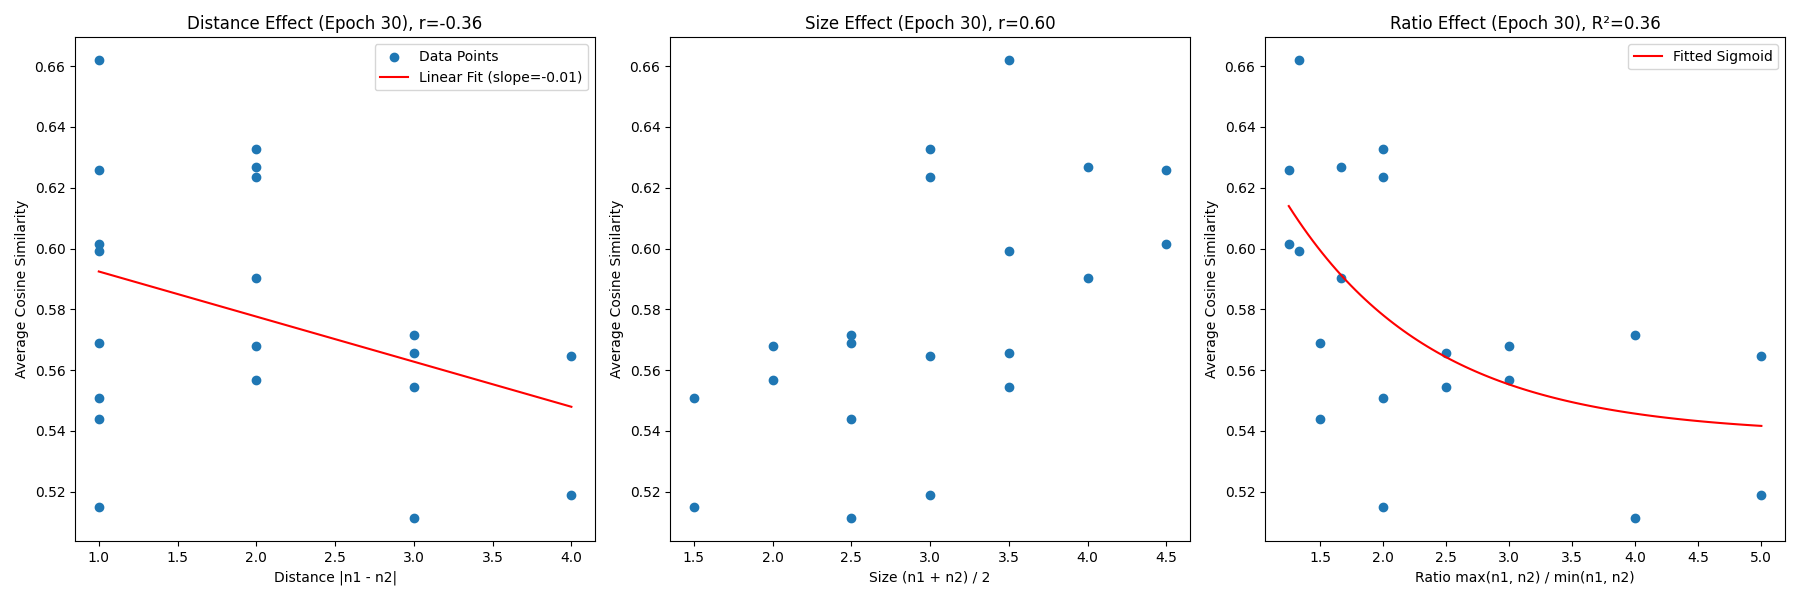 Distance Effect (Epoch 30), r=-0.36
Data Points
Linear Fit (slope=-0.01)
Average Cosine Similarity
0.66
0.64
0.62
0.60
0.58
0.56
0.54
0.52
1.0 1.5 2.0 2.5 3.0 3.5 4.0
Distance |n1 - n2|
Size Effect (Epoch 30), r=0.60
Average Cosine Similarity
0.66
0.64
0.62
0.60
0.58
0.56
0.54
0.52
1.5 2.0 2.5 3.0 3.5 4.0 4.5
Size (n1 + n2) / 2
Ratio Effect (Epoch 30), R²=0.36
Fitted Sigmoid
Average Cosine Similarity
0.66
0.64
0.62
0.60
0.58
0.56
0.54
0.52
1.5 2.0 2.5 3.0 3.5 4.0 4.5 5.0
Ratio max(n1, n2) / min(n1, n2)